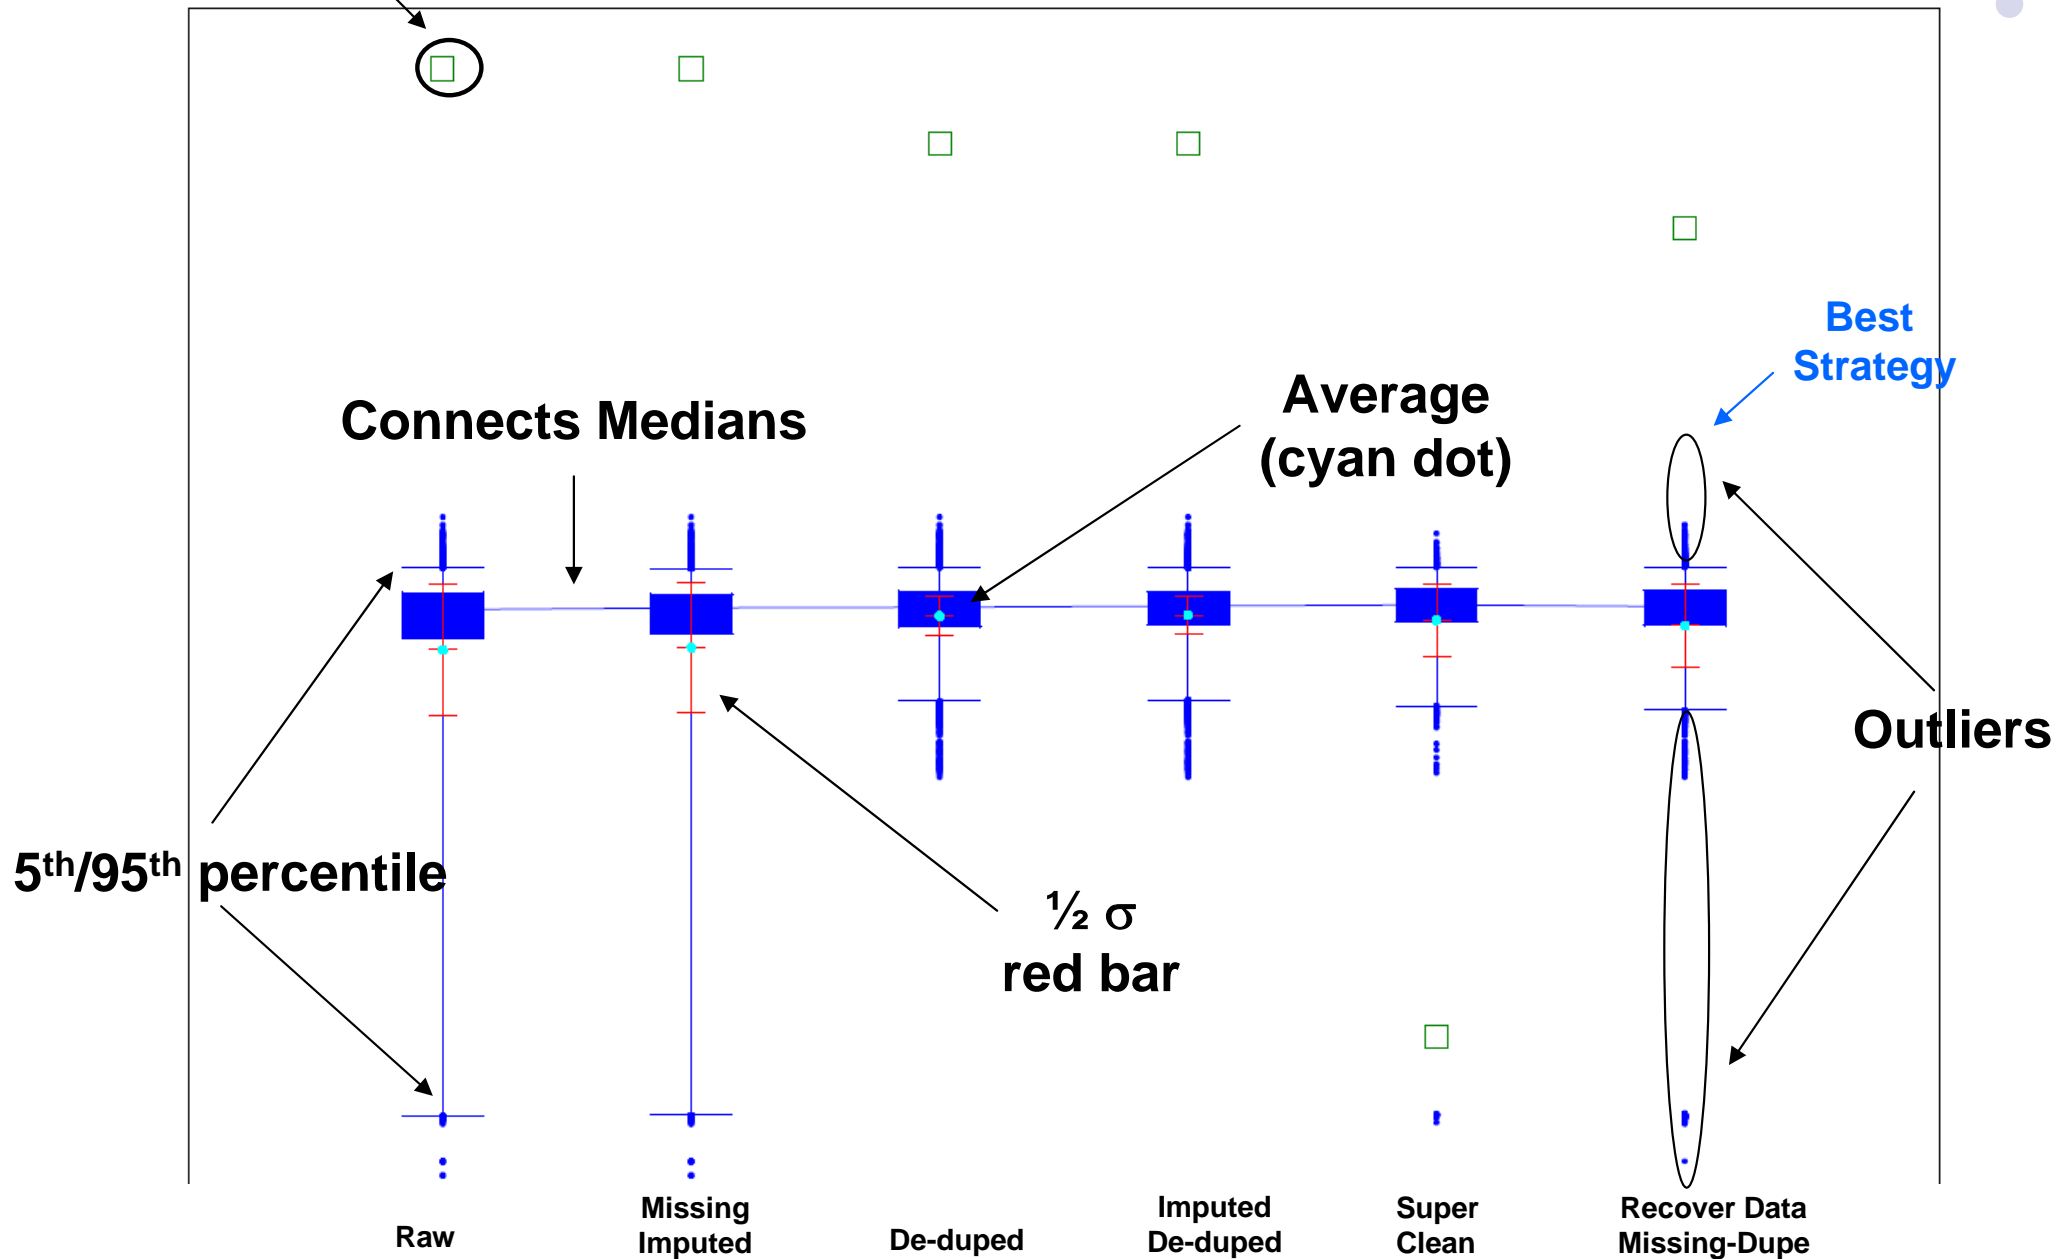 Best
Strategy
Connects Medians
Average
(cyan dot)
Outliers
5th/95th percentile
½ σ
red bar
Raw
Missing
Imputed
De-duped
Imputed
De-duped
Super
Clean
Recover Data
Missing-Dupe